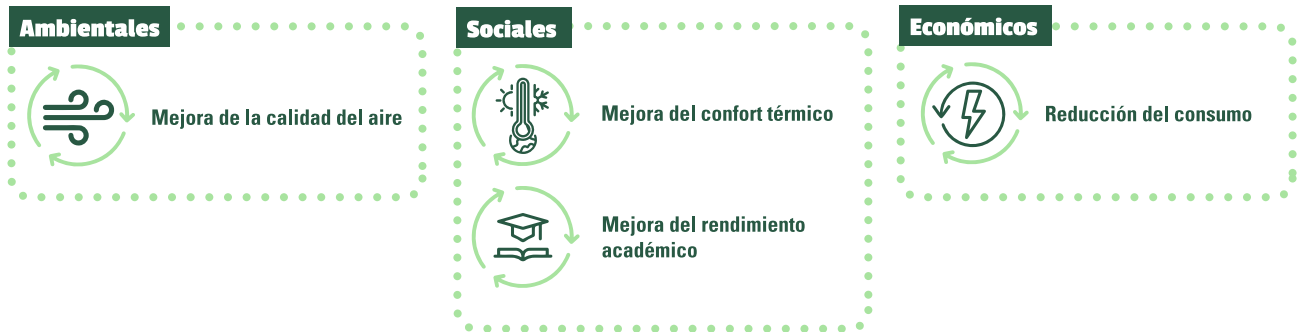 Ambientales
Mejora de la calidad del aire
Sociales
Mejora del confort térmico
Mejora del rendimiento
académico
Económicos
Reducción del consumo